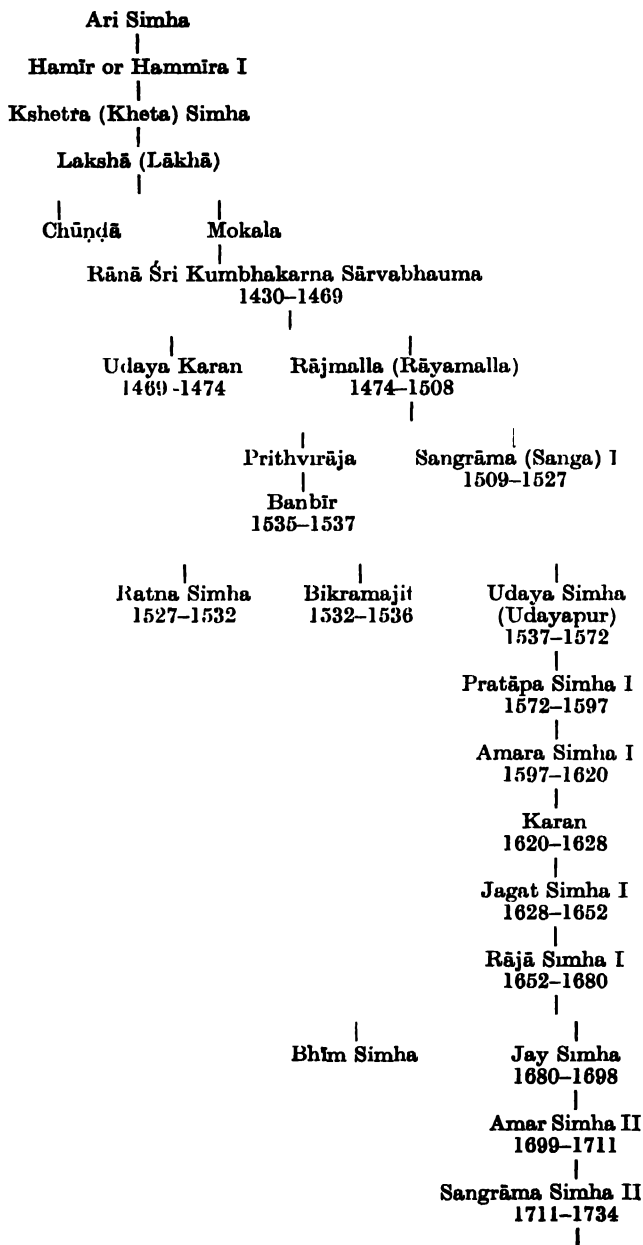 Ari Simha
Hamīr or Hammīra I
Kshetra (Kheta) Simha
Lakshā (Lākhā)
Chūṇḍā Mokala
Rānā Śri Kumbhakarna Sārvabhauma
1430–1469
Udaya Karan Rājmalla (Rāyamalla)
1469-1474 1474–1508
Prithvīrāja Sangrāma (Sanga) I
1509–1527
Banbīr
1535–1537
Ratna Simha Bikramajit Udaya Simha
1527–1532 1532–1536 (Udayapur)
1537–1572
Pratāpa Simha I
1572–1597
Amara Simha I
1597–1620
Karan
1620–1628
Jagat Simha I
1628–1652
Rājā Simha I
1652–1680
Bhīm Simha Jay Simha
1680–1698
Amar Simha II
1699–1711
Sangrāma Simha II
1711–1734